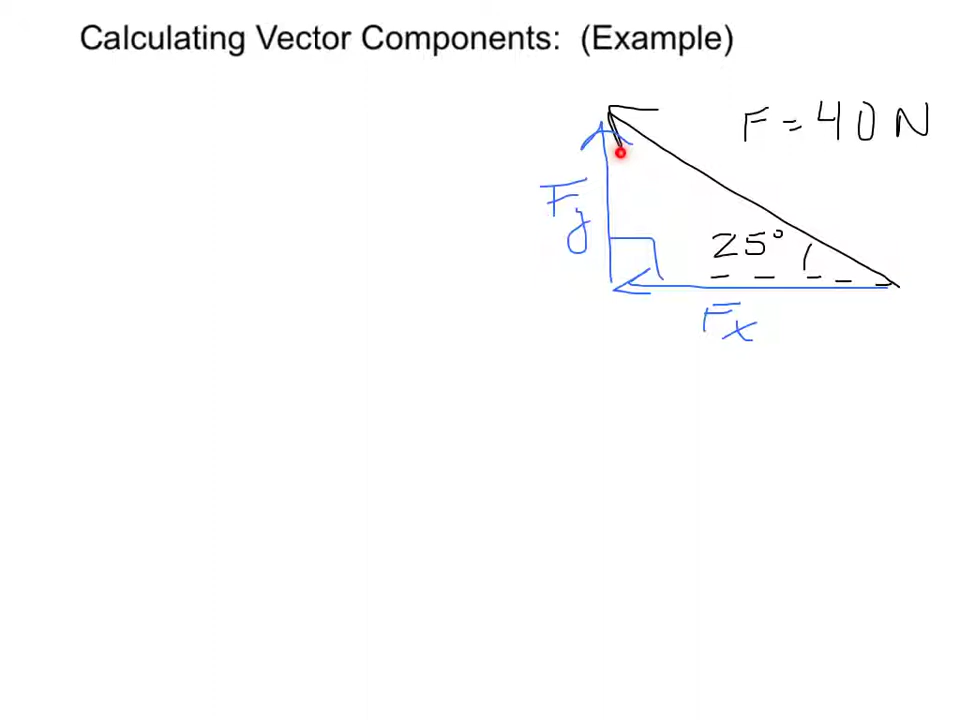 Calculating Vector Components: (Example)
F = 40 N
Fy
25°
Fx